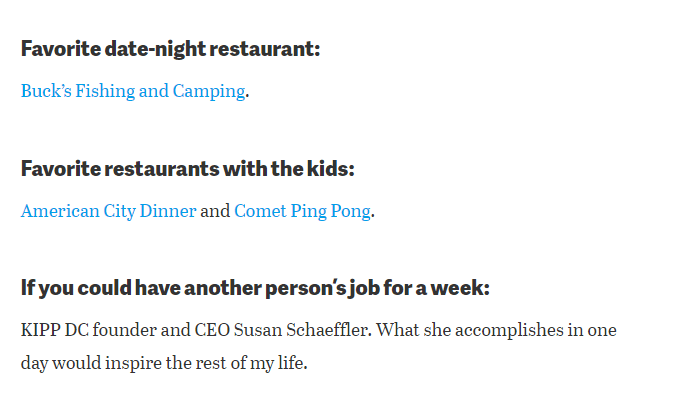 Favorite date-night restaurant:
Buck’s Fishing and Camping.
Favorite restaurants with the kids:
American City Dinner and Comet Ping Pong.
If you could have another person’s job for a week:
KIPP DC founder and CEO Susan Schaeffler. What she accomplishes in one
day would inspire the rest of my life.